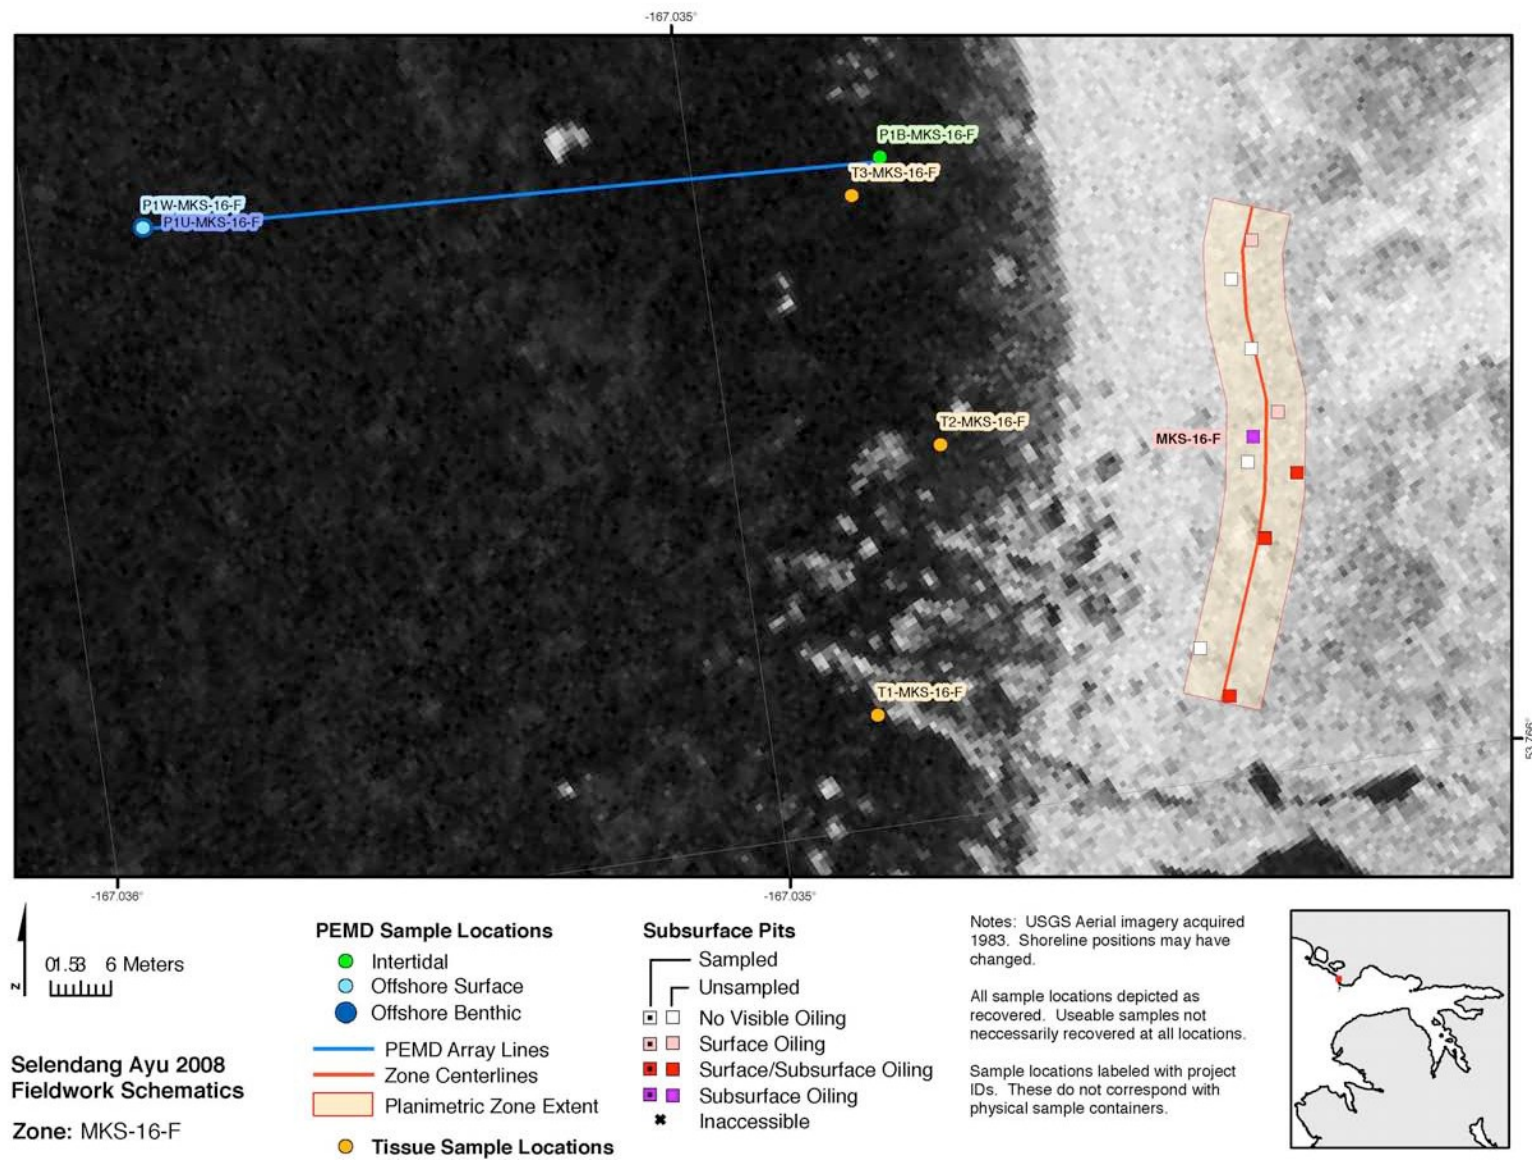 -167.035°
P1B-MKS-16-F
T3-MKS-16-F
P1W-MKS-16-F
P1U-MKS-16-F
T2-MKS-16-F
MKS-16-F
T1-MKS-16-F
53.766°
-167.036°
-167.035°
N
01.53 6 Meters
Selendang Ayu 2008
Fieldwork Schematics
Zone: MKS-16-F
PEMD Sample Locations
Intertidal
Offshore Surface
Offshore Benthic
PEMD Array Lines
Zone Centerlines
Planimetric Zone Extent
Tissue Sample Locations
Subsurface Pits
Sampled
Unsampled
No Visible Oiling
Surface Oiling
Surface/Subsurface Oiling
Subsurface Oiling
Inaccessible
Notes: USGS Aerial imagery acquired
1983. Shoreline positions may have
changed.
All sample locations depicted as
recovered. Useable samples not
neccessarily recovered at all locations.
Sample locations labeled with project
IDs. These do not correspond with
physical sample containers.